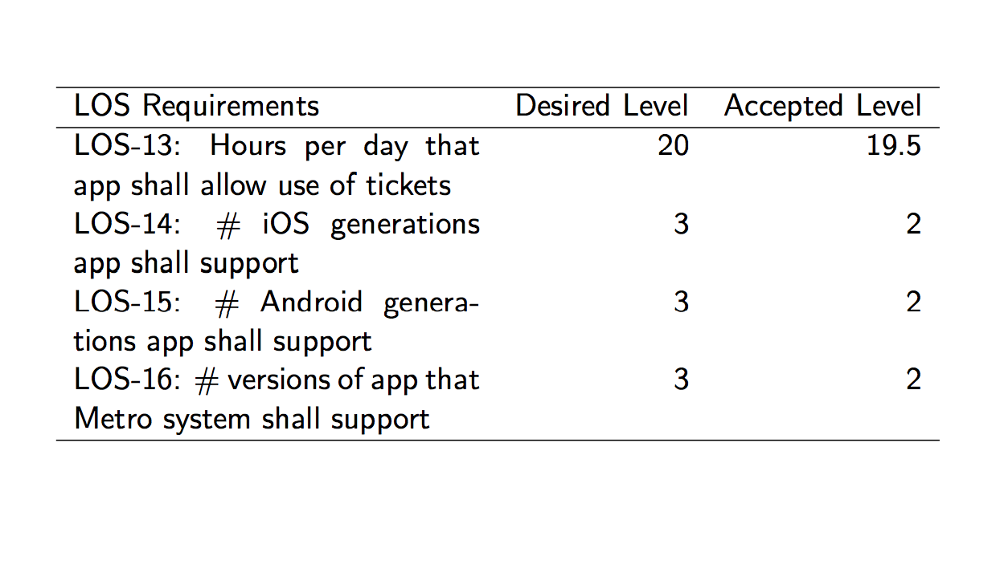 LOS Requirements Desired Level Accepted Level
LOS-13: Hours per day that 20 19.5
app shall allow use of tickets
LOS-14: # iOS generations 3 2
app shall support
LOS-15: # Android genera- 3 2
tions app shall support
LOS-16: # versions of app that 3 2
Metro system shall support